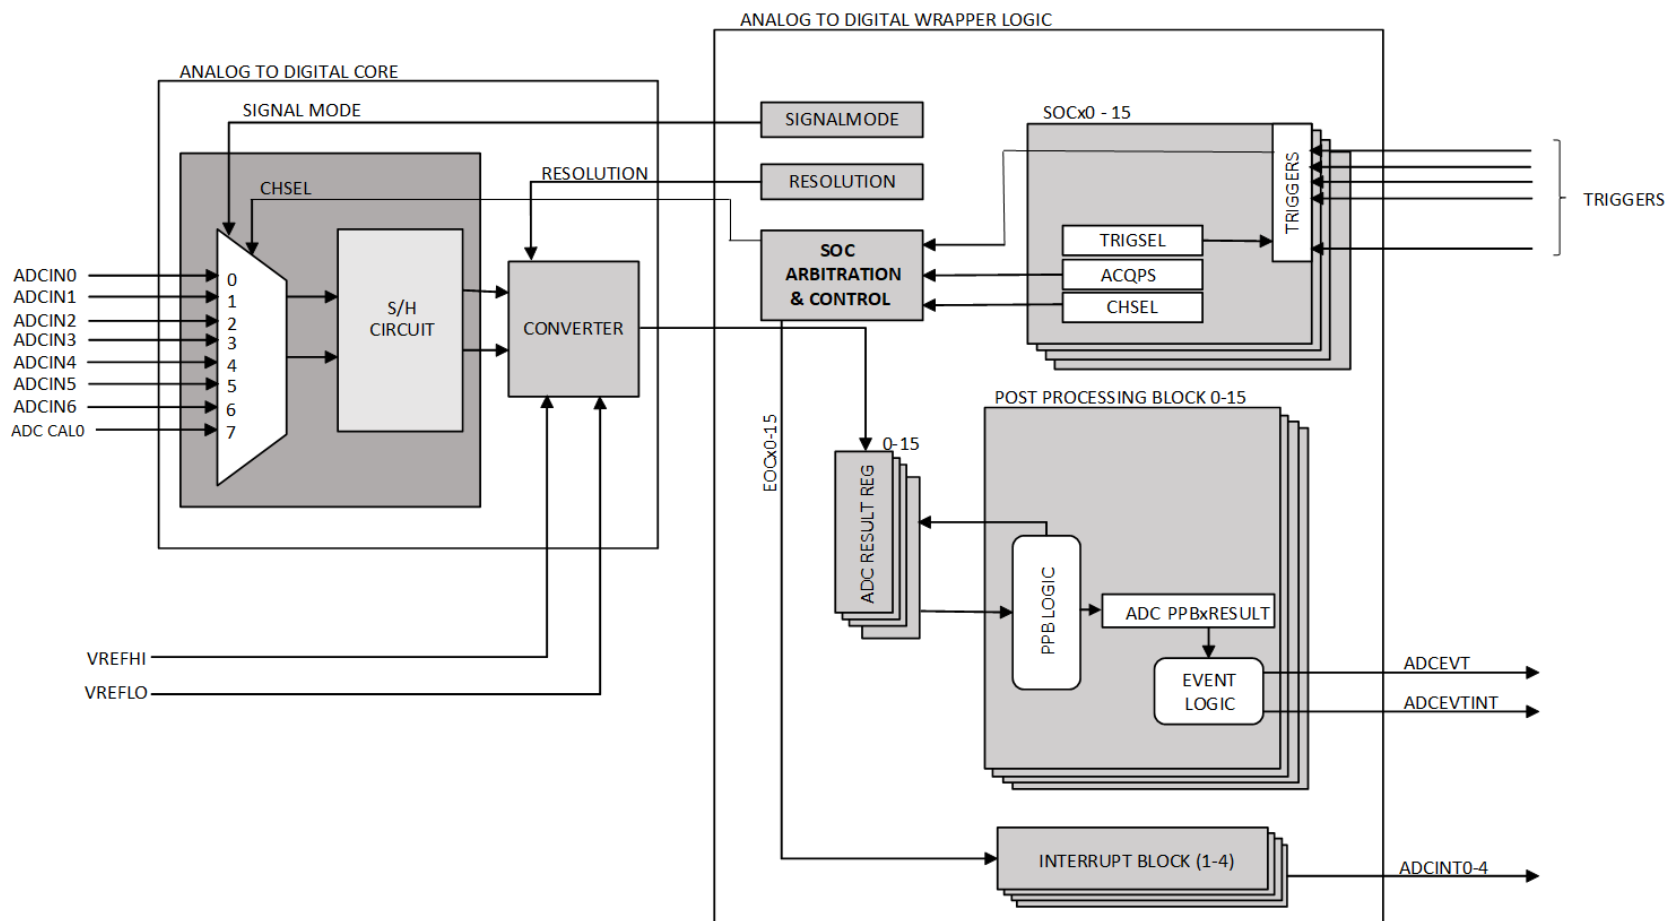 ANALOG TO DIGITAL WRAPPER LOGIC
ANALOG TO DIGITAL CORE
SIGNAL MODE
SIGNALMODE
SOCx0 - 15
RESOLUTION
RESOLUTION
CHSEL
TRIGGERS
TRIGGERS
TRIGSEL
SOC
ARBITRATION
& CONTROL
ACQPS
CHSEL
ADCIN0
ADCIN1
ADCIN2
ADCIN3
ADCIN4
ADCIN5
ADCIN6
ADC CAL0
0
1
2
3
4
5
6
7
S/H
CIRCUIT
CONVERTER
POST PROCESSING BLOCK 0-15
EOCx0-15
0-15
ADC RESULT REG
PPB LOGIC
ADC PPBxRESULT
EVENT
LOGIC
VREFHI
VREFLO
ADCEVT
ADCEVTINT
INTERRUPT BLOCK (1-4)
ADCINT0-4